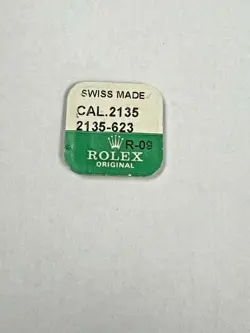 SWISS MADE
CAL.2135
2135-623
R-09
ROLEX
ORIGINAL